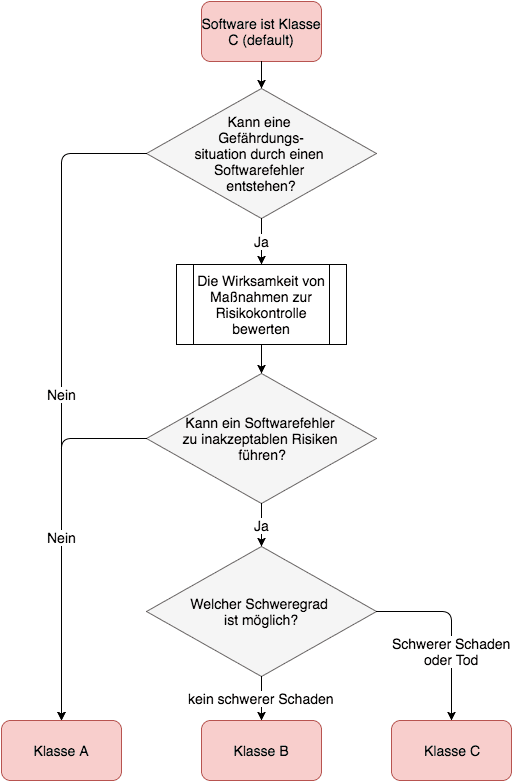 Software ist Klasse
C (default)
Kann eine
Gefährdungs-
situation durch einen
Softwarefehler
entstehen?
Ja
Die Wirksamkeit von
Maßnahmen zur
Risikokontrolle
bewerten
Nein
Kann ein Softwarefehler
zu inakzeptablen Risiken
führen?
Ja
Nein
Welcher Schweregrad
ist möglich?
Schwerer Schaden
oder Tod
kein schwerer Schaden
Klasse A
Klasse B
Klasse C